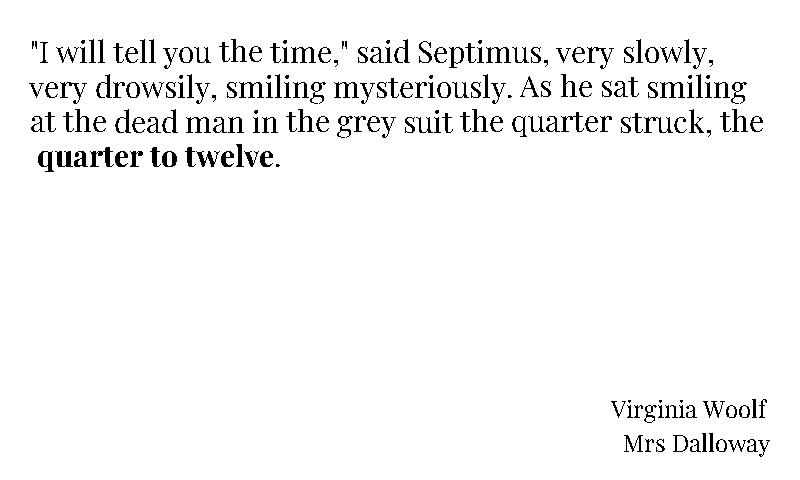 "I will tell you the time," said Septimus, very slowly,
very drowsily, smiling mysteriously. As he sat smiling
at the dead man in the grey suit the quarter struck, the
quarter to twelve.
Virginia Woolf
Mrs Dalloway